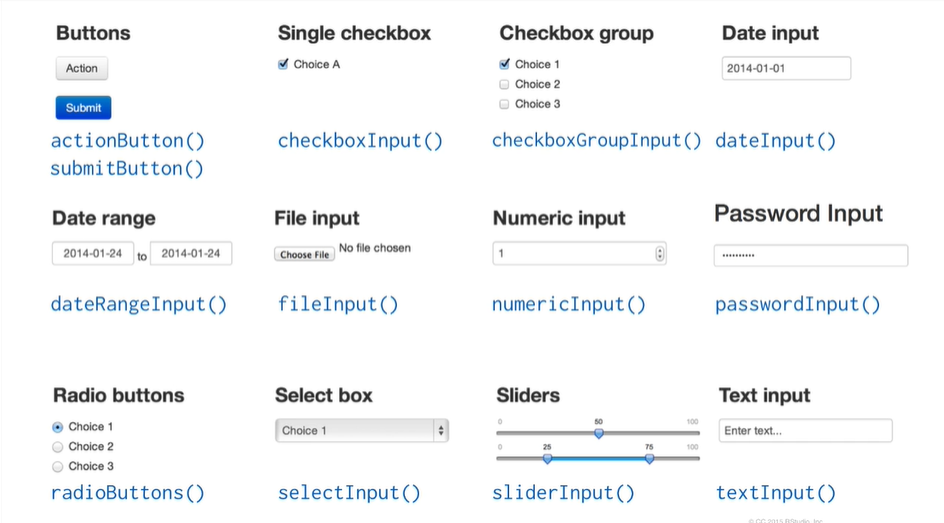 Buttons
Action
Submit
actionButton()
submitButton()
Single checkbox
Choice A
checkboxInput()
Checkbox group
Choice 1
Choice 2
Choice 3
checkboxGroupInput()
Date input
2014-01-01
dateInput()
Date range
2014-01-24 to 2014-01-24
dateRangeInput()
File input
Choose File No file chosen
fileInput()
Numeric input
1
numericInput()
Password Input
••••••••••
passwordInput()
Radio buttons
Choice 1
Choice 2
Choice 3
radioButtons()
Select box
Choice 1
selectInput()
Sliders
0 50 100
0 25 75 100
sliderInput()
Text input
Enter text...
textInput()
© CC 2015 RStudio, Inc.